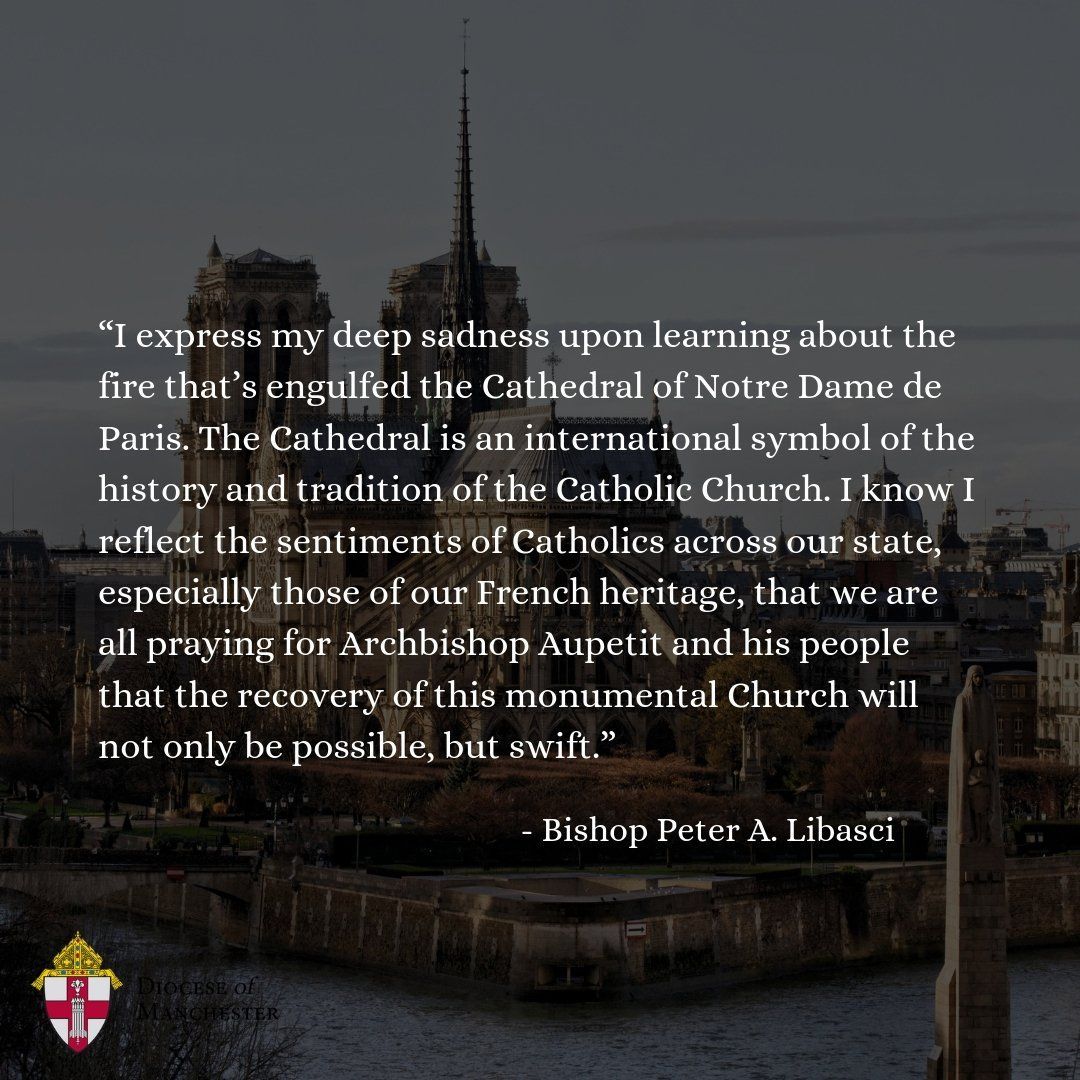 “I express my deep sadness upon learning about the
fire that’s engulfed the Cathedral of Notre Dame de
Paris. The Cathedral is an international symbol of the
history and tradition of the Catholic Church. I know I
reflect the sentiments of Catholics across our state,
especially those of our French heritage, that we are
all praying for Archbishop Aupetit and his people
that the recovery of this monumental Church will
not only be possible, but swift.”
- Bishop Peter A. Libasci
Diocese of
Manchester